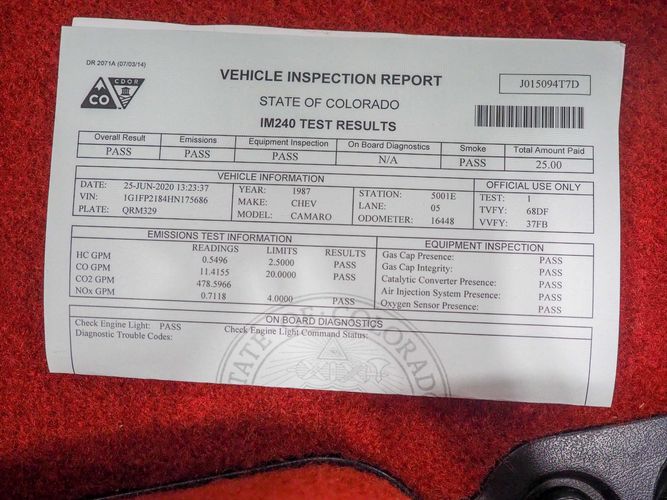 DR 2071A (07/03/14)
CO CDOR
VEHICLE INSPECTION REPORT
J015094T7D
STATE OF COLORADO
IM240 TEST RESULTS
Overall Result Emissions Equipment Inspection On Board Diagnostics Smoke Total Amount Paid
PASS PASS PASS N/A PASS 25.00
VEHICLE INFORMATION OFFICIAL USE ONLY
DATE: 25-JUN-2020 13:23:37 YEAR: 1987 STATION: 5001E TEST: 1
VIN: 1G1FP2184HN175686 MAKE: CHEV LANE: 05 TVFY: 68DF
PLATE: QRM329 MODEL: CAMARO ODOMETER: 16448 VVFY: 37FB
EMISSIONS TEST INFORMATION EQUIPMENT INSPECTION
READINGS LIMITS RESULTS
HC GPM 0.5496 2.5000 PASS
CO GPM 11.4155 20.0000 PASS
CO2 GPM 478.5966
NOx GPM 0.7118 4.0000 PASS
Gas Cap Presence: PASS
Gas Cap Integrity: PASS
Catalytic Converter Presence: PASS
Air Injection System Presence: PASS
Oxygen Sensor Presence: PASS
ON BOARD DIAGNOSTICS
Check Engine Light: PASS Check Engine Light Command Status:
Diagnostic Trouble Codes:
STATE OF COLORADO